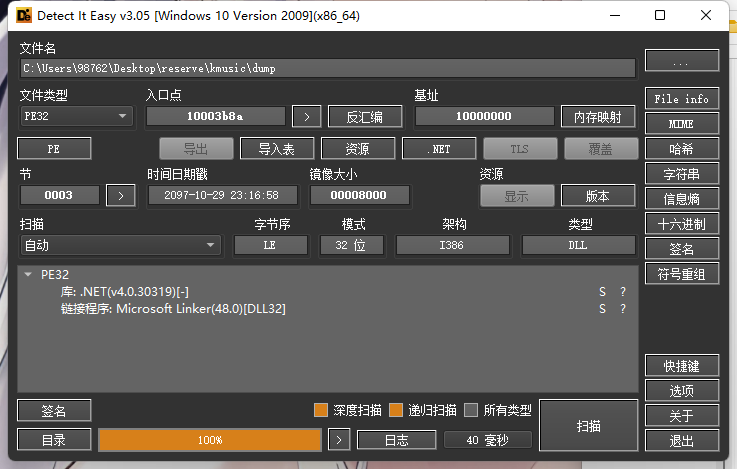 Detect It Easy v3.05 [Windows 10 Version 2009](x86_64)
文件名
C:\Users\98762\Desktop\reserve\kmusic\dump
...
文件类型 入口点 基址
PE32 10003b8a > 反汇编 10000000 内存映射
File info
MIME
PE 导出 导入表 资源 .NET TLS 覆盖
哈希
节 时间日期戳 镜像大小 资源
字符串
0003 > 2097-10-29 23:16:58 00008000 显示 版本
信息熵
扫描 字节序 模式 架构 类型
十六进制
自动 LE 32 位 I386 DLL
签名
PE32
符号重组
库: .NET(v4.0.30319)[-] S ?
链接程序: Microsoft Linker(48.0)[DLL32] S ?
快捷键
选项
签名 深度扫描 递归扫描 所有类型 扫描
关于
目录 100% > 日志 40 毫秒
退出